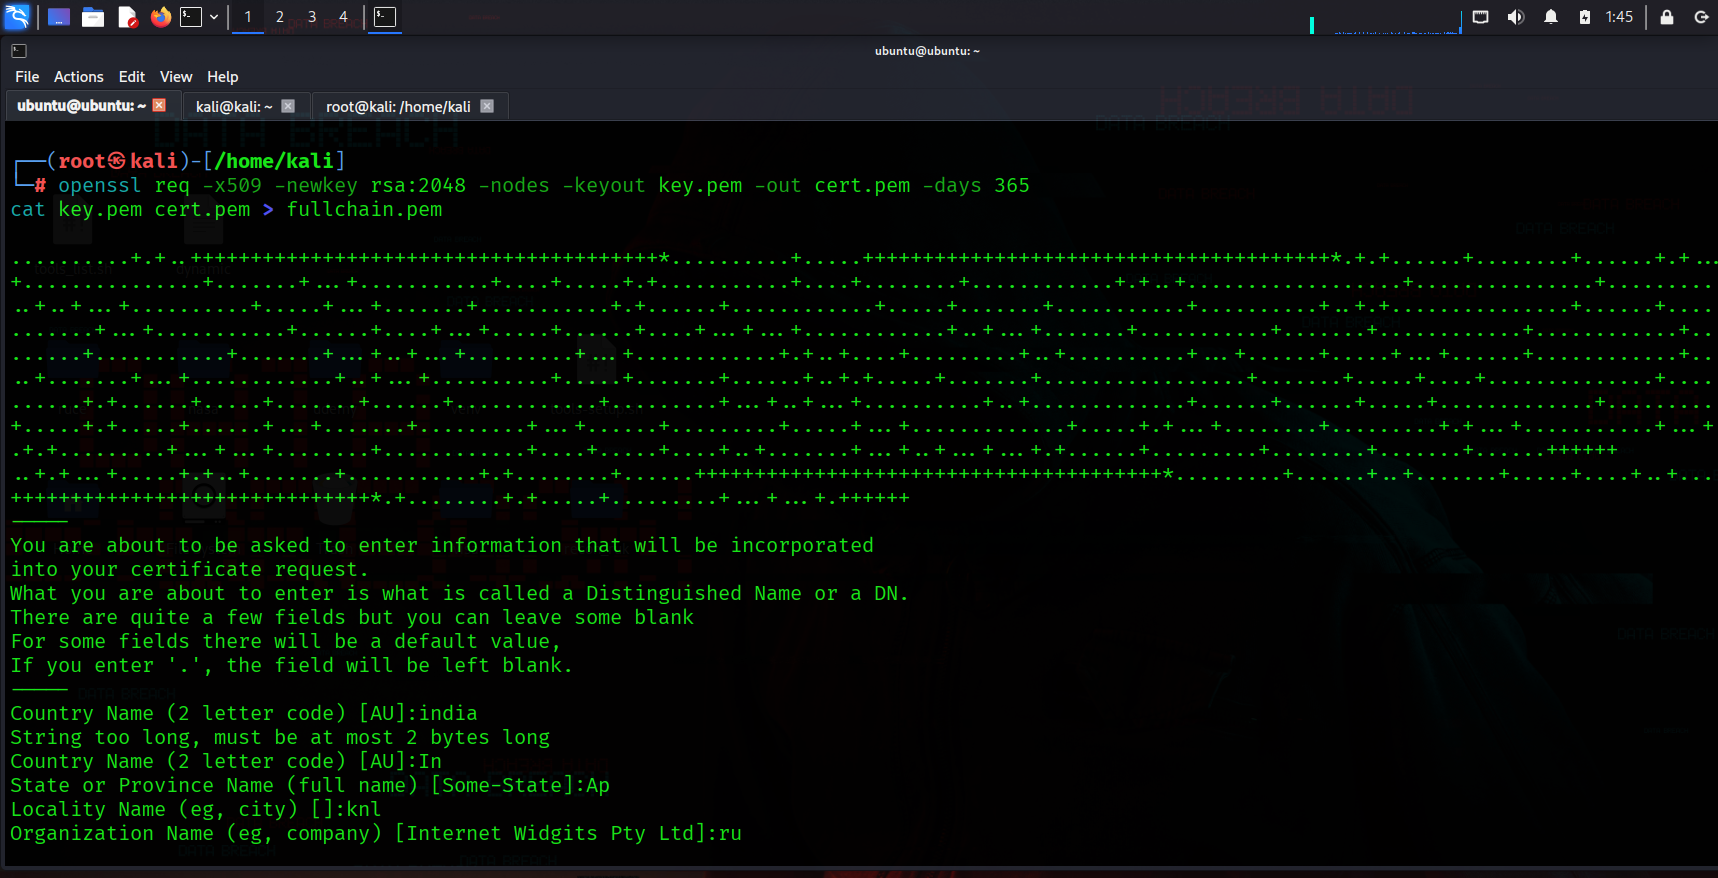 1 2 3 4
1:45
ubuntu@ubuntu: ~
File Actions Edit View Help
ubuntu@ubuntu: ~ kali@kali: ~ root@kali: /home/kali
DATA BREACH
DATA BREACH
┌──(root㉿kali)-[/home/kali]
└─# openssl req -x509 -newkey rsa:2048 -nodes -keyout key.pem -out cert.pem -days 365
cat key.pem cert.pem > fullchain.pem
-----
You are about to be asked to enter information that will be incorporated
into your certificate request.
What you are about to enter is what is called a Distinguished Name or a DN.
There are quite a few fields but you can leave some blank
For some fields there will be a default value,
If you enter '.', the field will be left blank.
-----
Country Name (2 letter code) [AU]:india
String too long, must be at most 2 bytes long
Country Name (2 letter code) [AU]:In
State or Province Name (full name) [Some-State]:Ap
Locality Name (eg, city) []:knl
Organization Name (eg, company) [Internet Widgits Pty Ltd]:ru